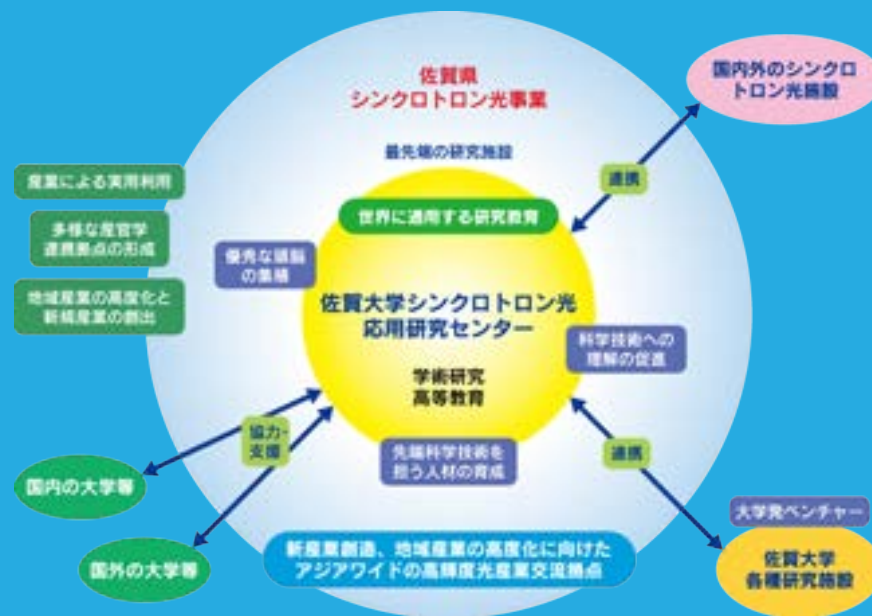 佐賀県
シンクロトロン光事業
最先端の研究施設
国内外のシンクロ
トロン光施設
連携
産業による実用利用
多様な産官学
連携拠点の形成
地域産業の高度化と
新規産業の創出
世界に通用する研究教育
優秀な頭脳
の集積
佐賀大学シンクロトロン光
応用研究センター
科学技術への
理解の促進
学術研究
高等教育
協力・
支援
先端科学技術を
担う人材の育成
連携
国内の大学等
国外の大学等
新産業創造、地域産業の高度化に向けた
アジアワイドの高輝度光産業交流拠点
大学発ベンチャー
佐賀大学
各種研究施設